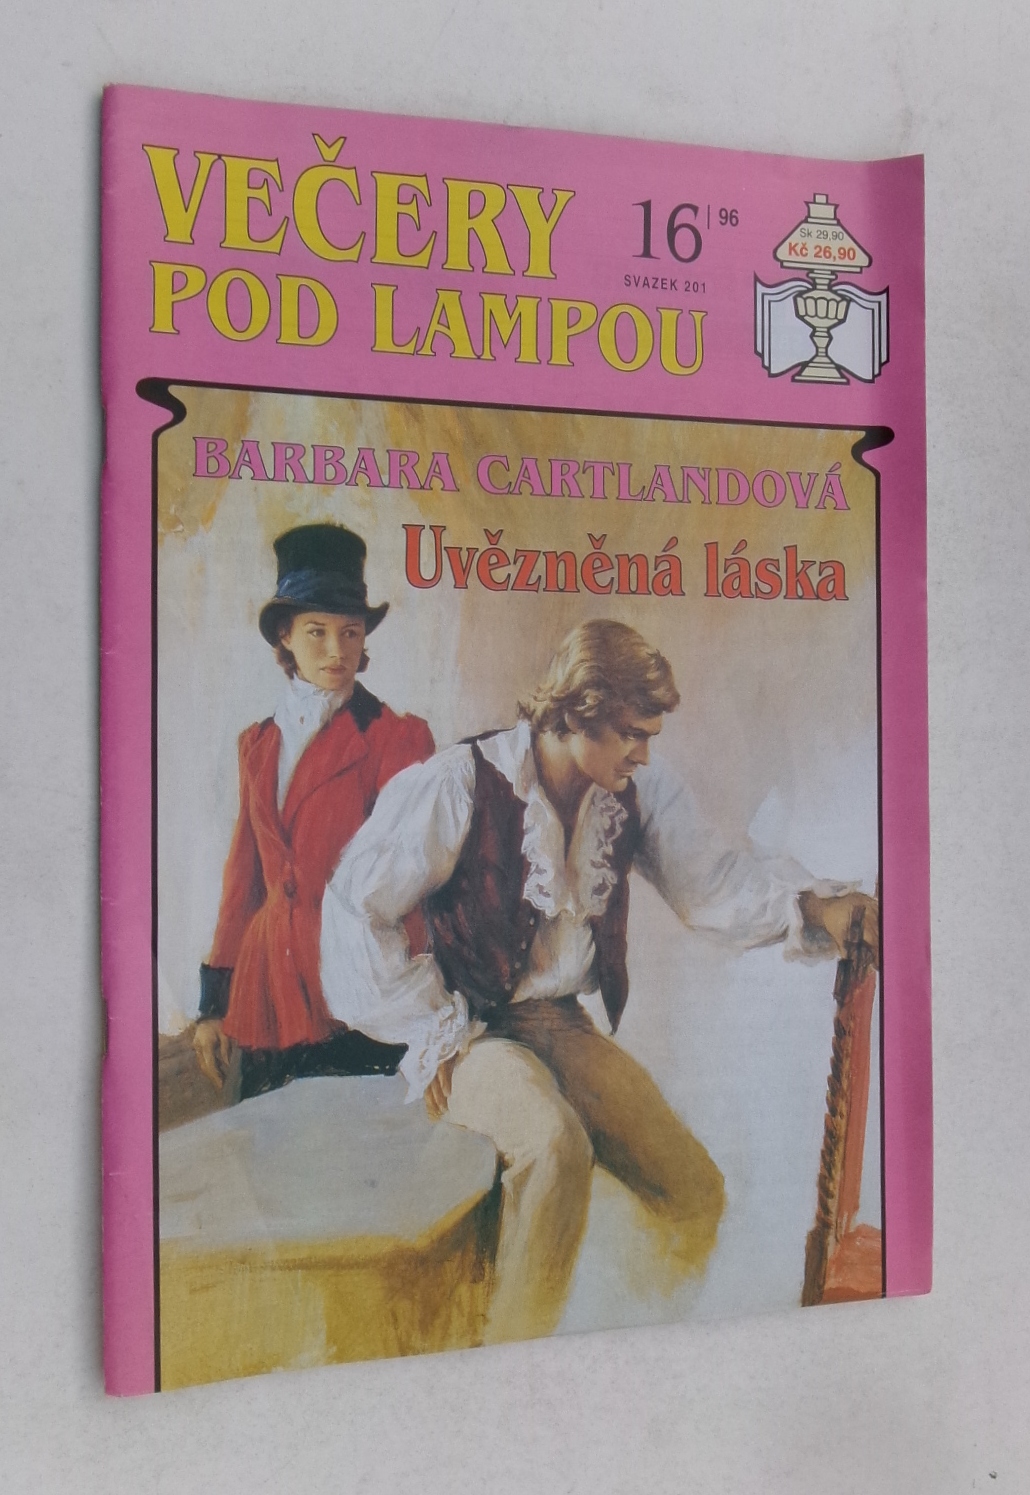 VEČERY
POD LAMPOU
16 | 96
SVAZEK 201
Sk 29,90
Kč 26,90
BARBARA CARTLANDOVÁ
Uvězněná láska